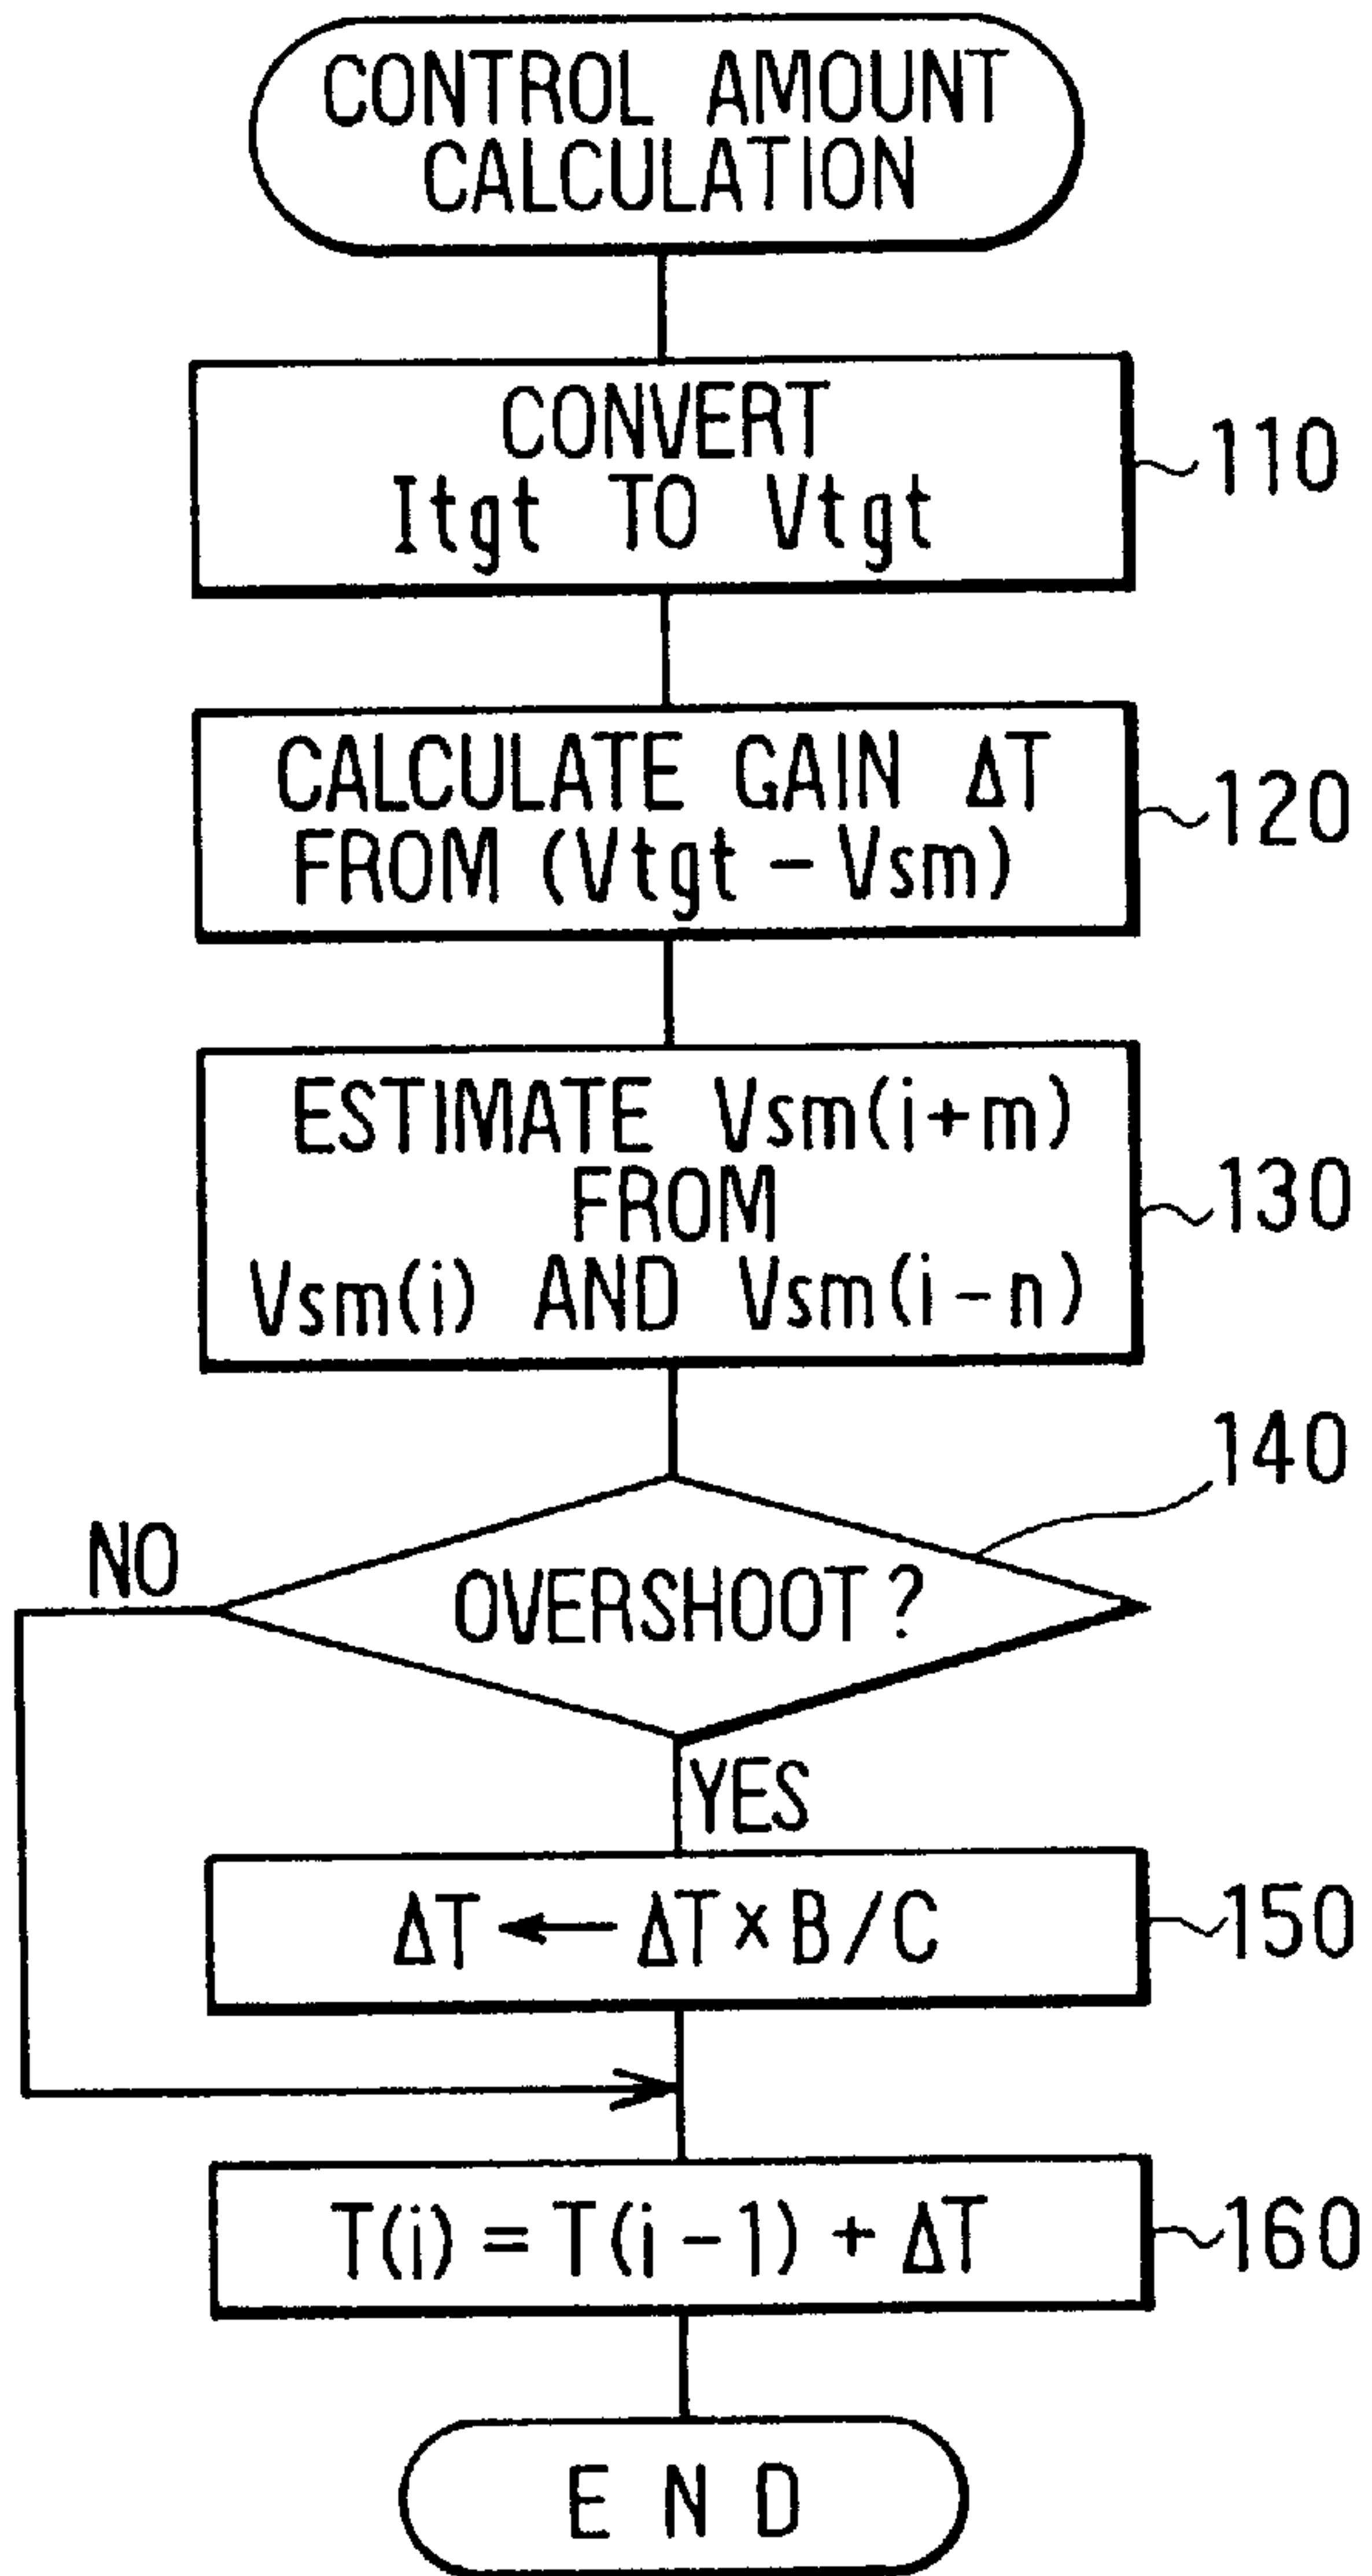 CONTROL AMOUNT
CALCULATION
CONVERT
Itgt TO Vtgt
110
CALCULATE GAIN ΔT
FROM (Vtgt - Vsm)
120
ESTIMATE Vsm(i+m)
FROM
Vsm(i) AND Vsm(i-n)
130
140
NO
OVERSHOOT?
YES
ΔT ← ΔT × B/C
150
T(i) = T(i-1) + ΔT
160
END